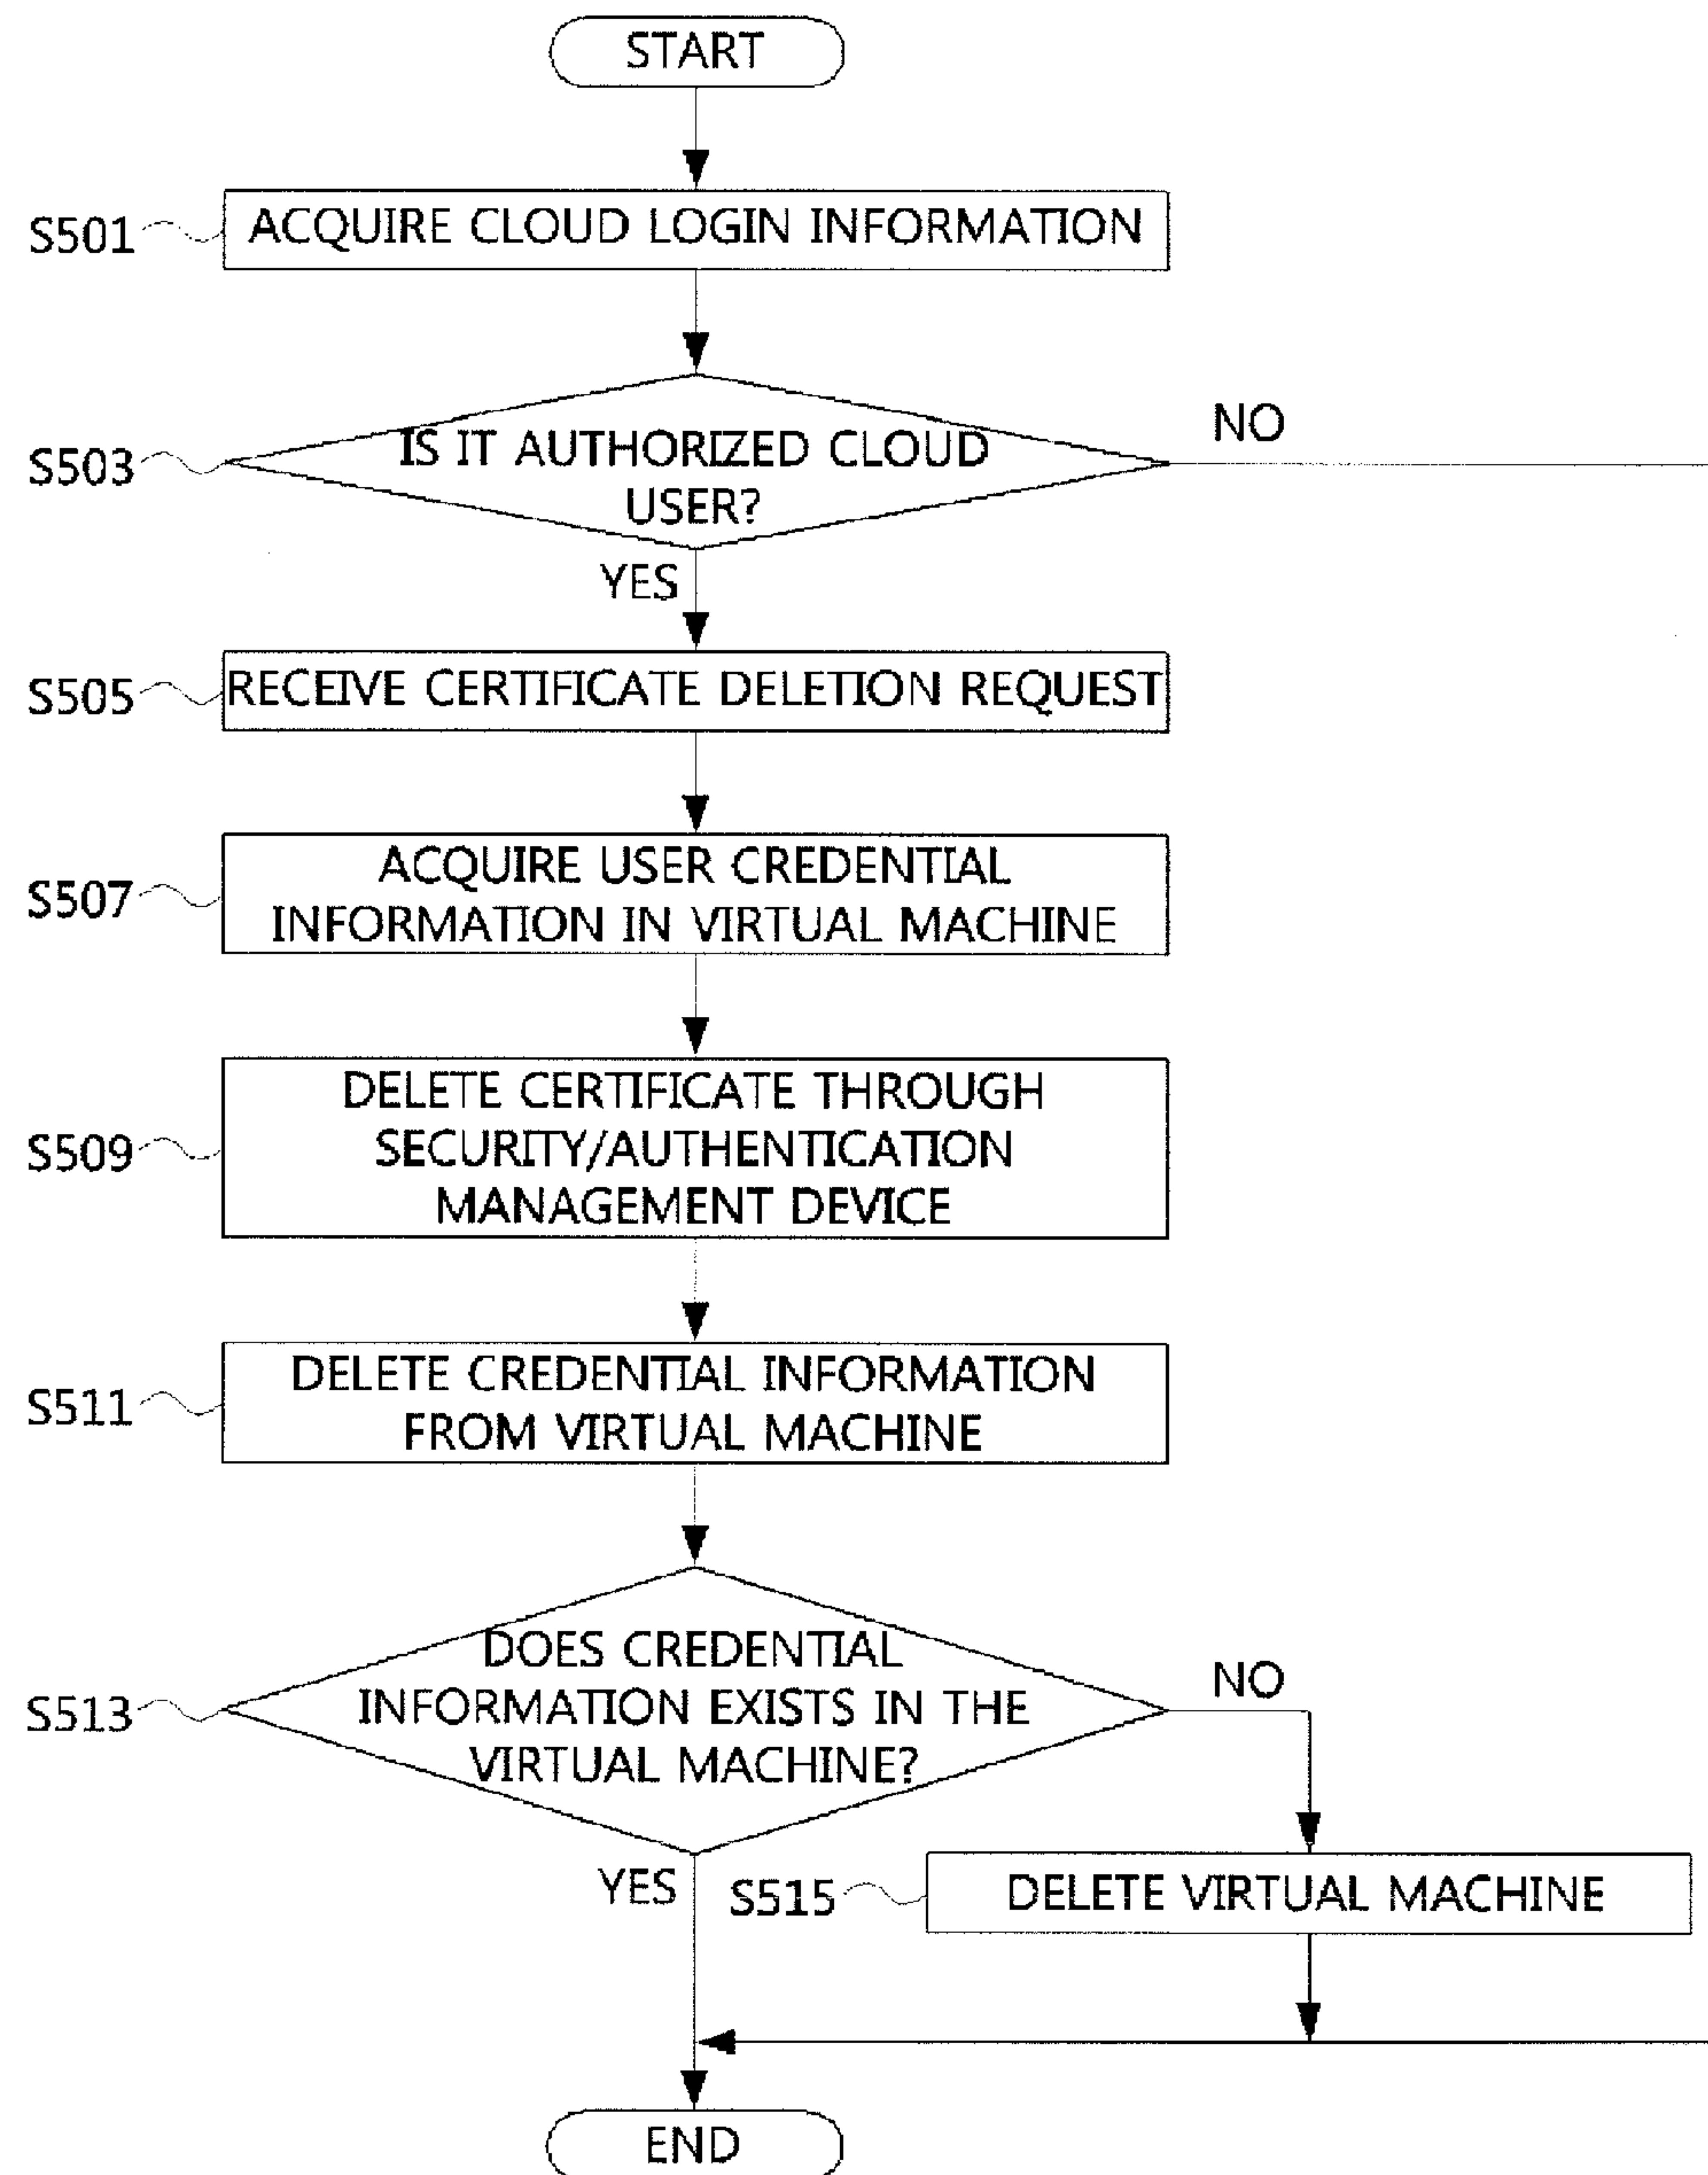 START
S501
ACQUIRE CLOUD LOGIN INFORMATION
S503
IS IT AUTHORIZED CLOUD
USER?
NO
YES
S505
RECEIVE CERTIFICATE DELETION REQUEST
S507
ACQUIRE USER CREDENTIAL
INFORMATION IN VIRTUAL MACHINE
S509
DELETE CERTIFICATE THROUGH
SECURITY/AUTHENTICATION
MANAGEMENT DEVICE
S511
DELETE CREDENTIAL INFORMATION
FROM VIRTUAL MACHINE
S513
DOES CREDENTIAL
INFORMATION EXISTS IN THE
VIRTUAL MACHINE?
NO
YES
S515
DELETE VIRTUAL MACHINE
END